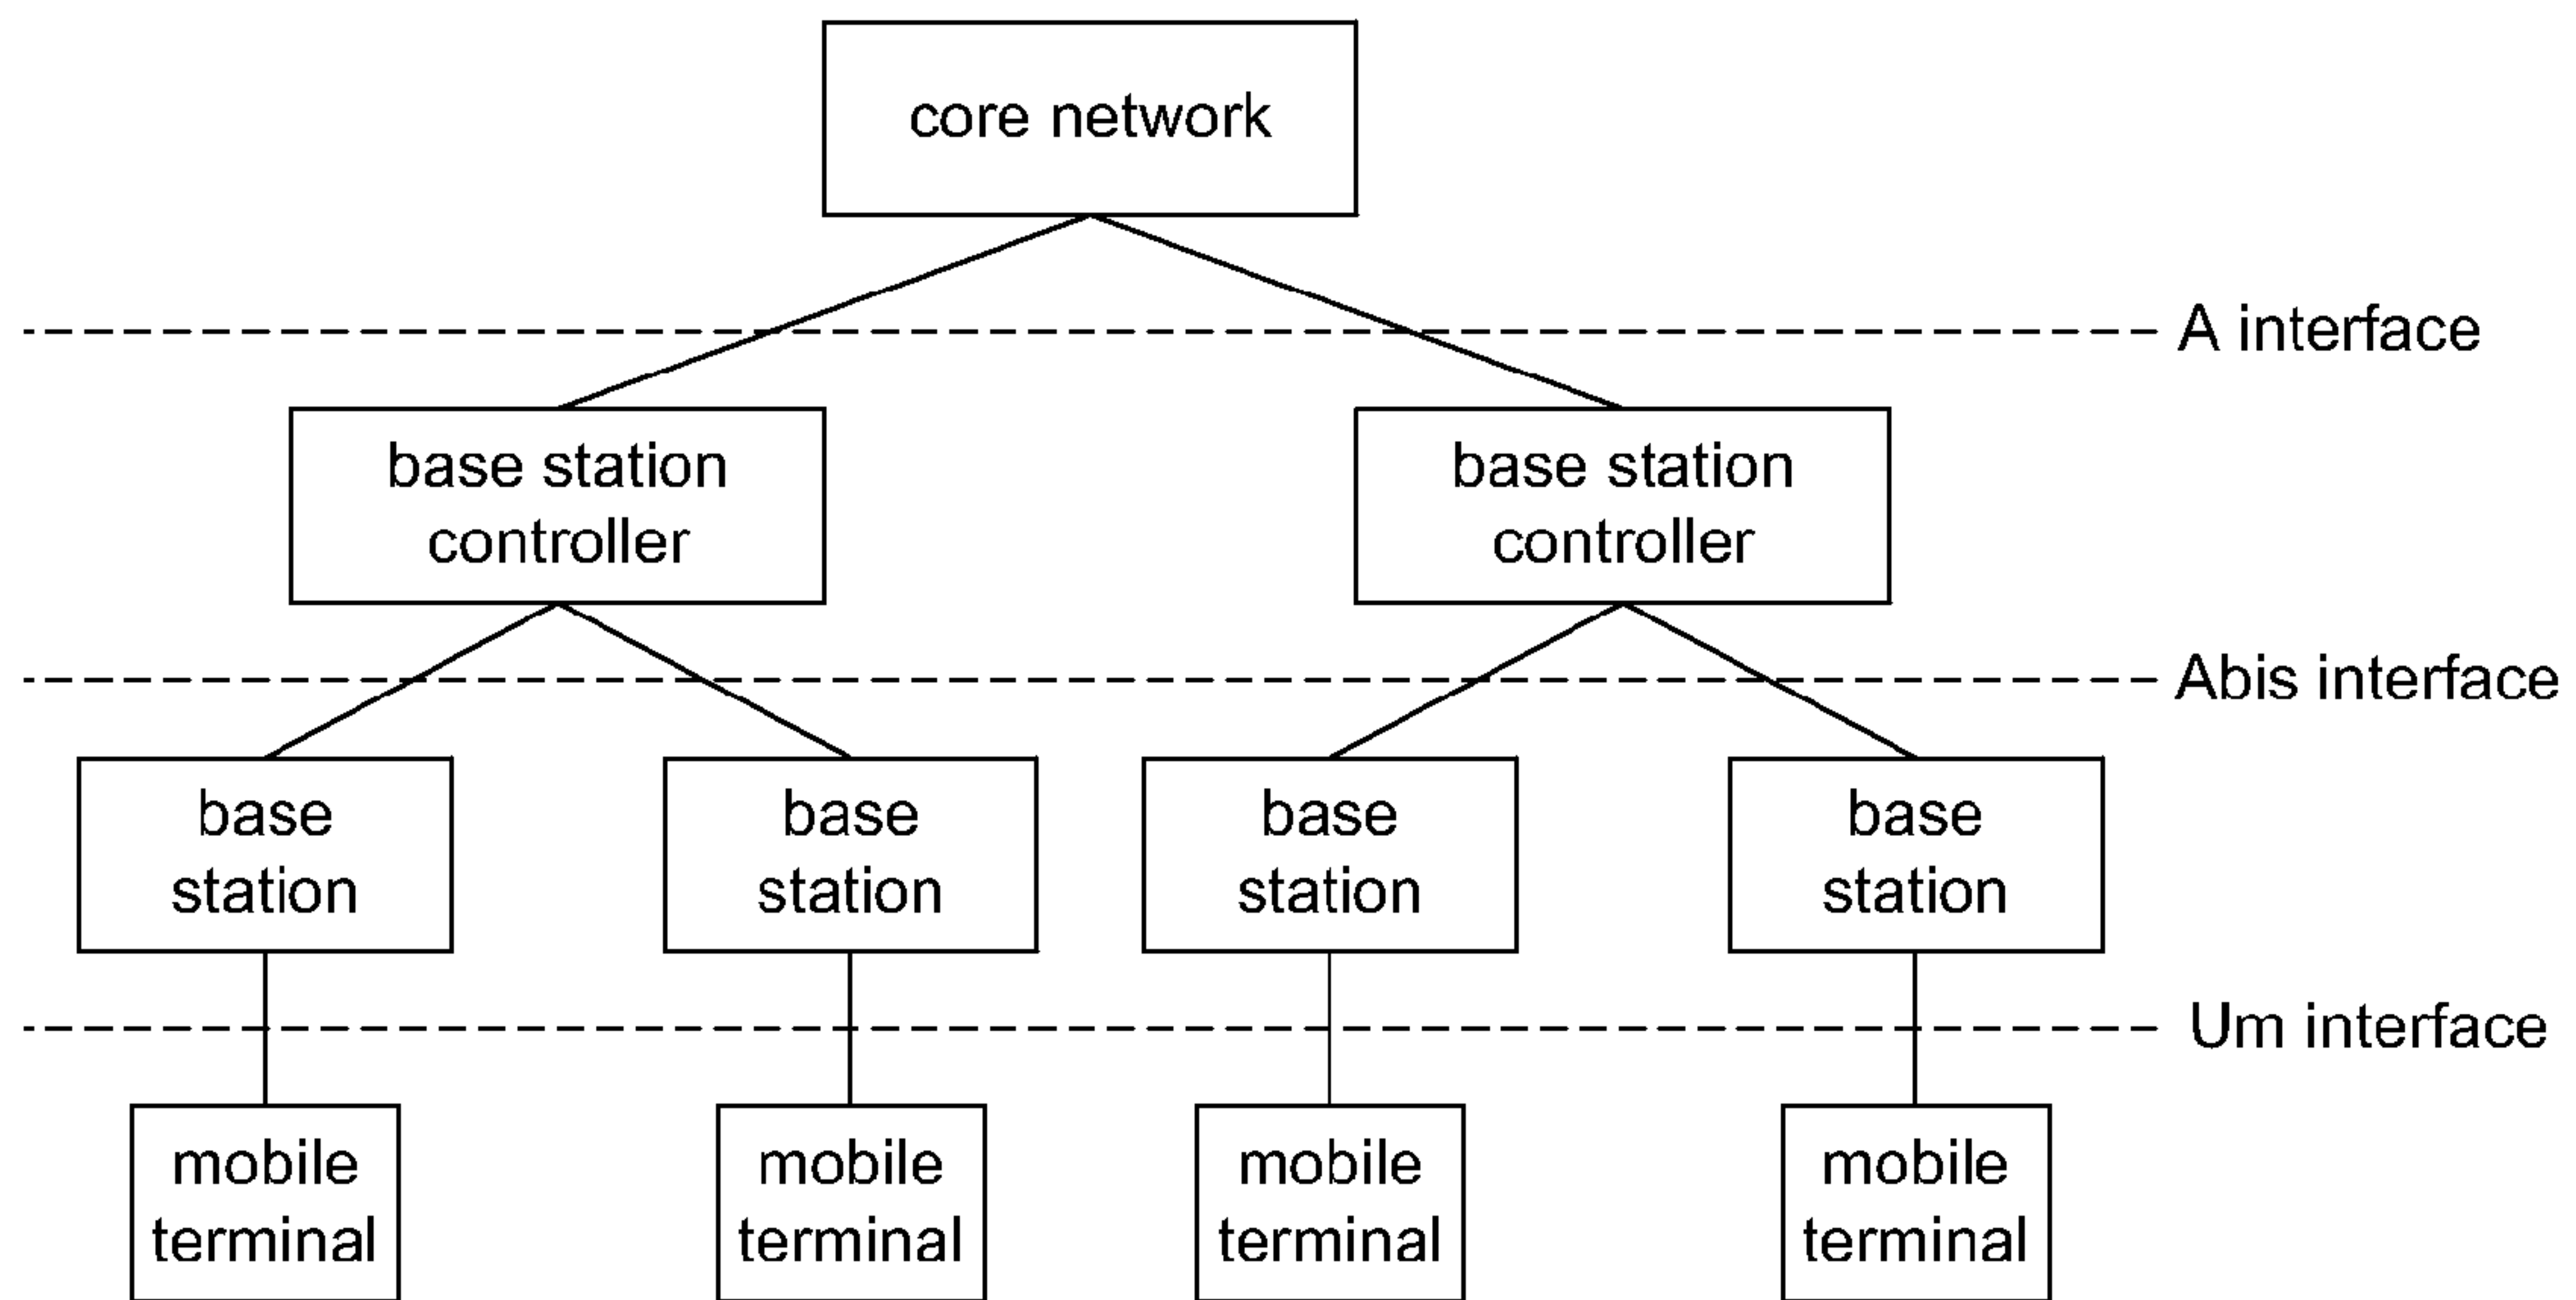 core network
A interface
base station
controller
base station
controller
Abis interface
base
station
base
station
base
station
base
station
Um interface
mobile
terminal
mobile
terminal
mobile
terminal
mobile
terminal